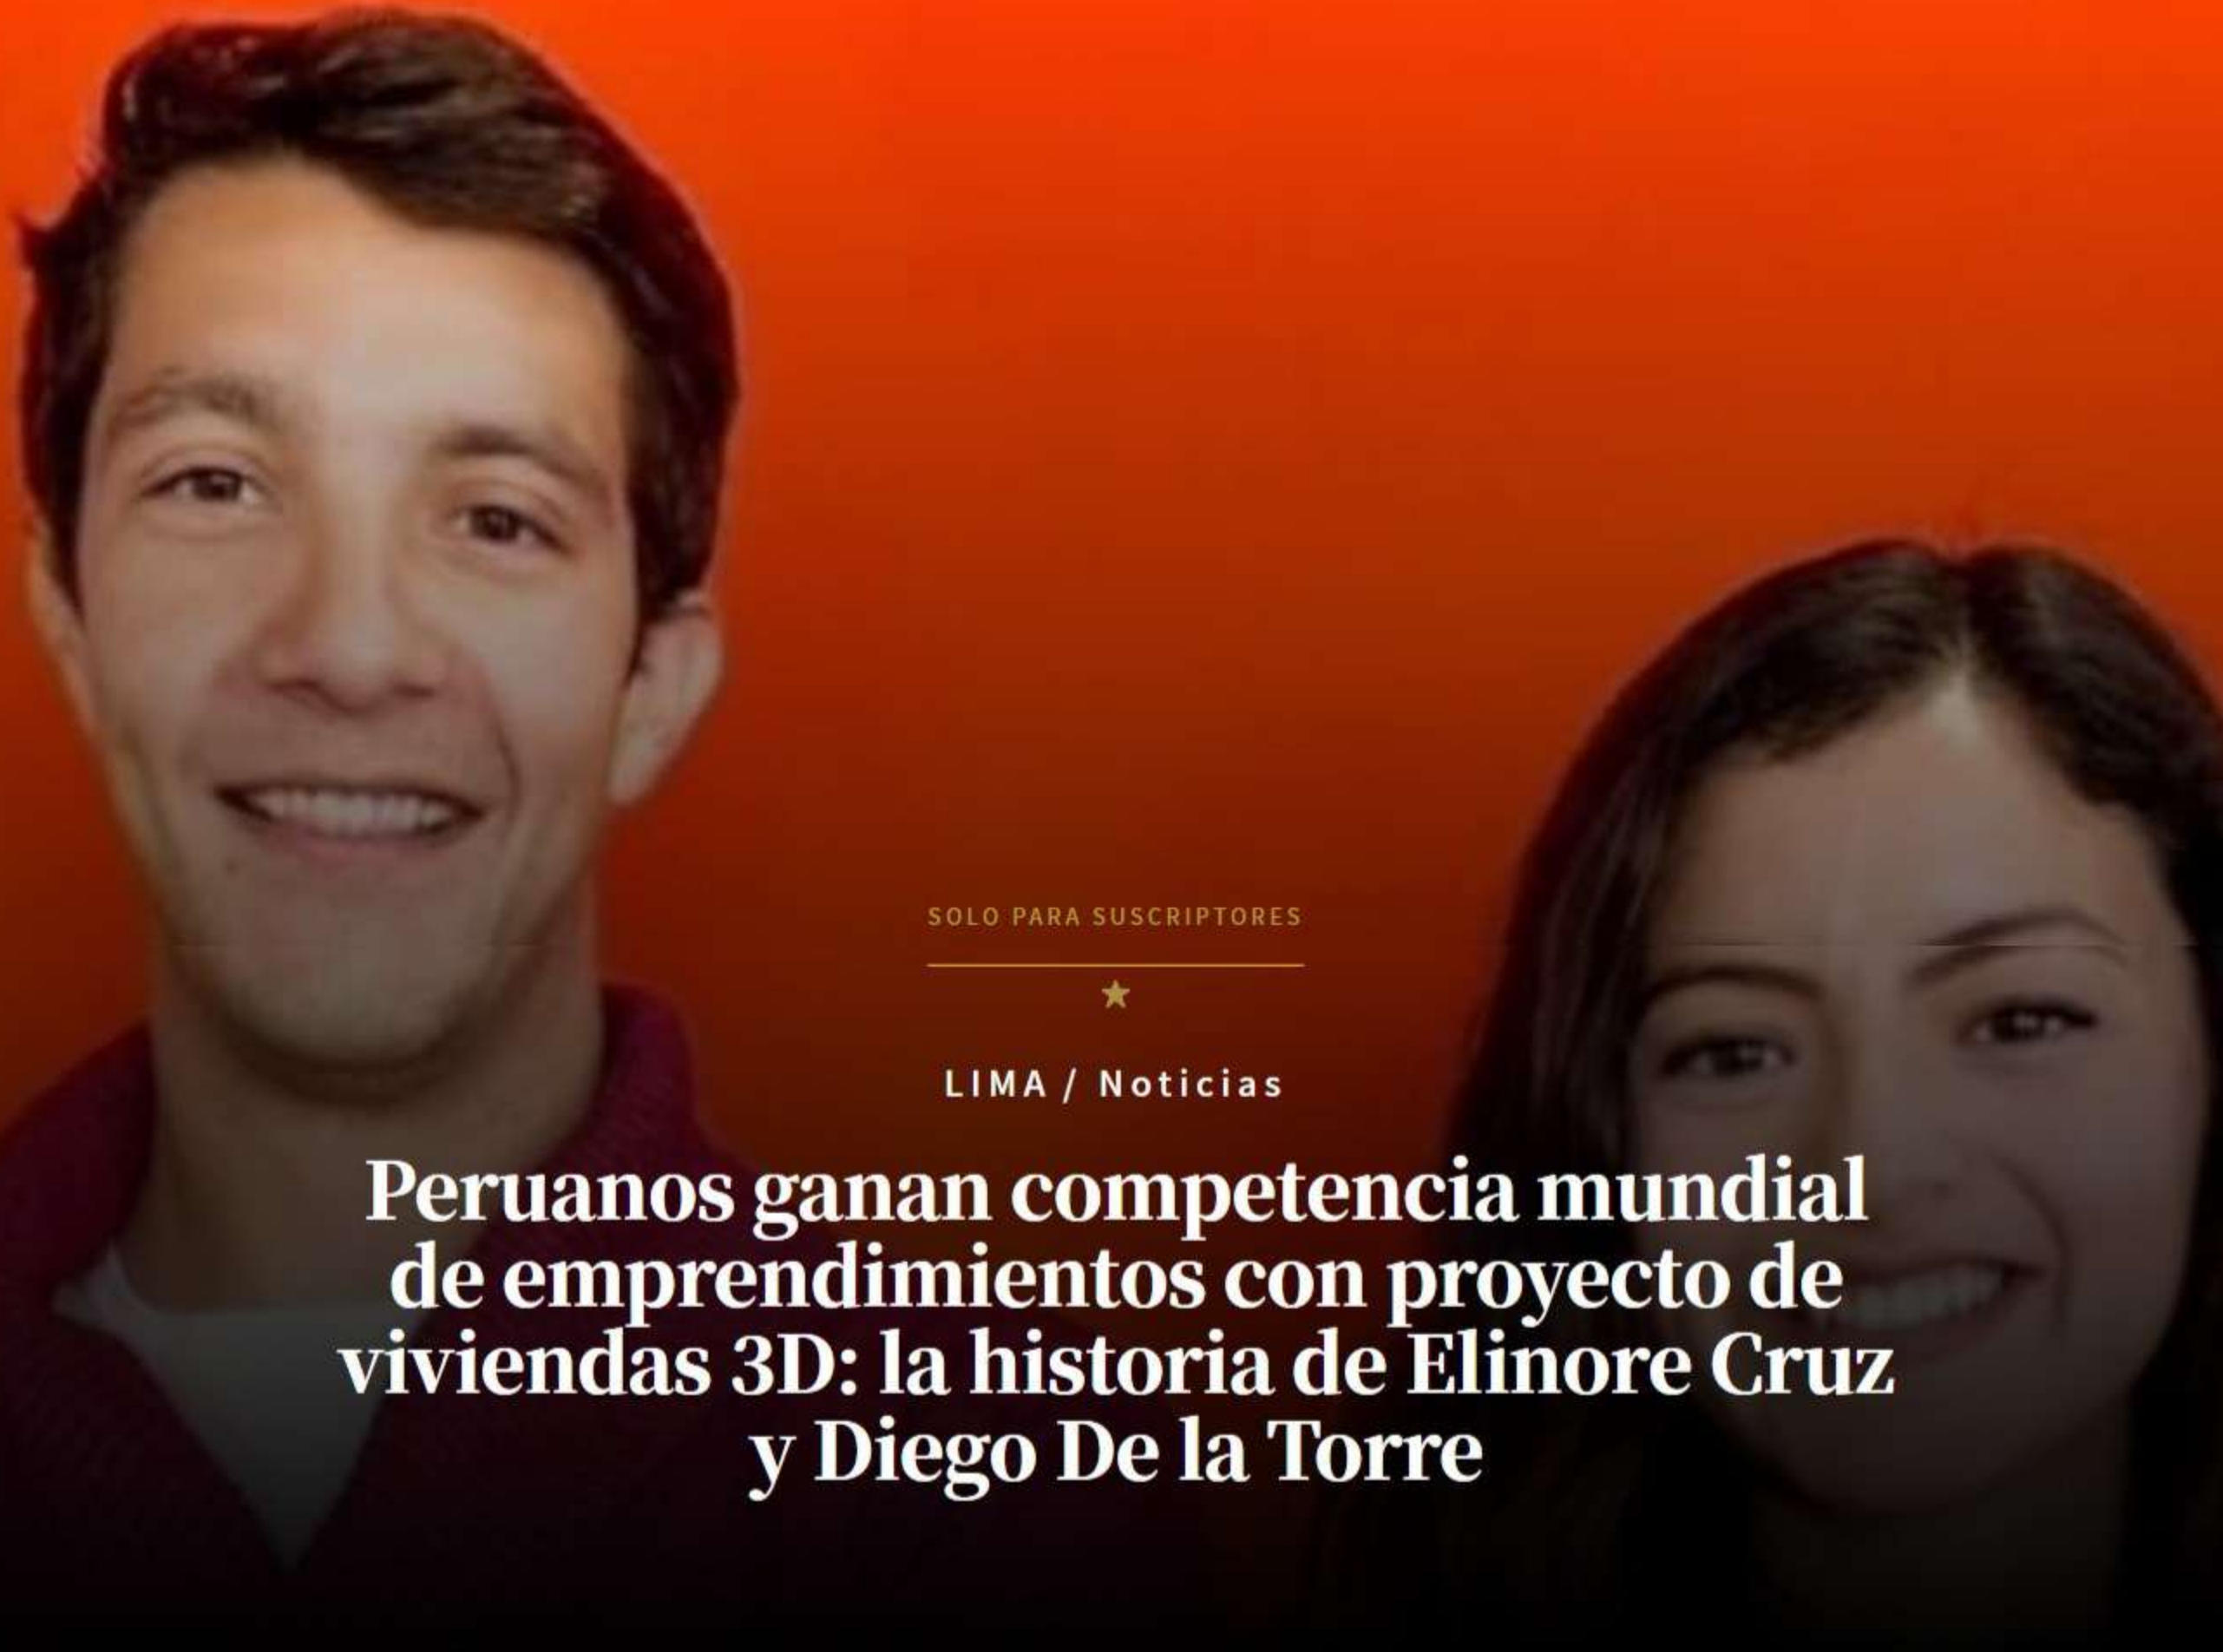 SOLO PARA SUSCRIPTORES
LIMA / Noticias
Peruanos ganan competencia mundial
de emprendimientos con proyecto de
viviendas 3D: la historia de Elinore Cruz
y Diego De la Torre